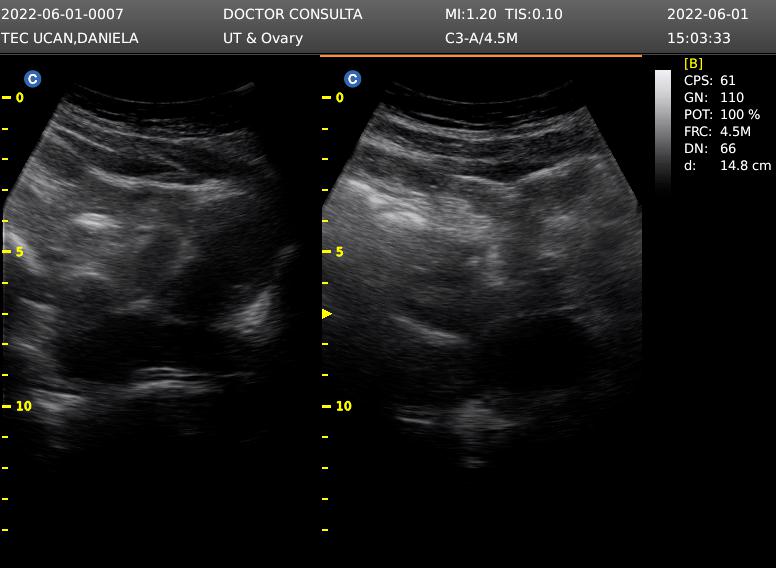 2022-06-01-0007 DOCTOR CONSULTA MI:1.20 TIS:0.10 2022-06-01
TEC UCAN,DANIELA UT & Ovary C3-A/4.5M 15:03:33
[B]
CPS: 61
GN: 110
POT: 100 %
FRC: 4.5M
DN: 66
d: 14.8 cm
C
0
5
10
C
0
5
10